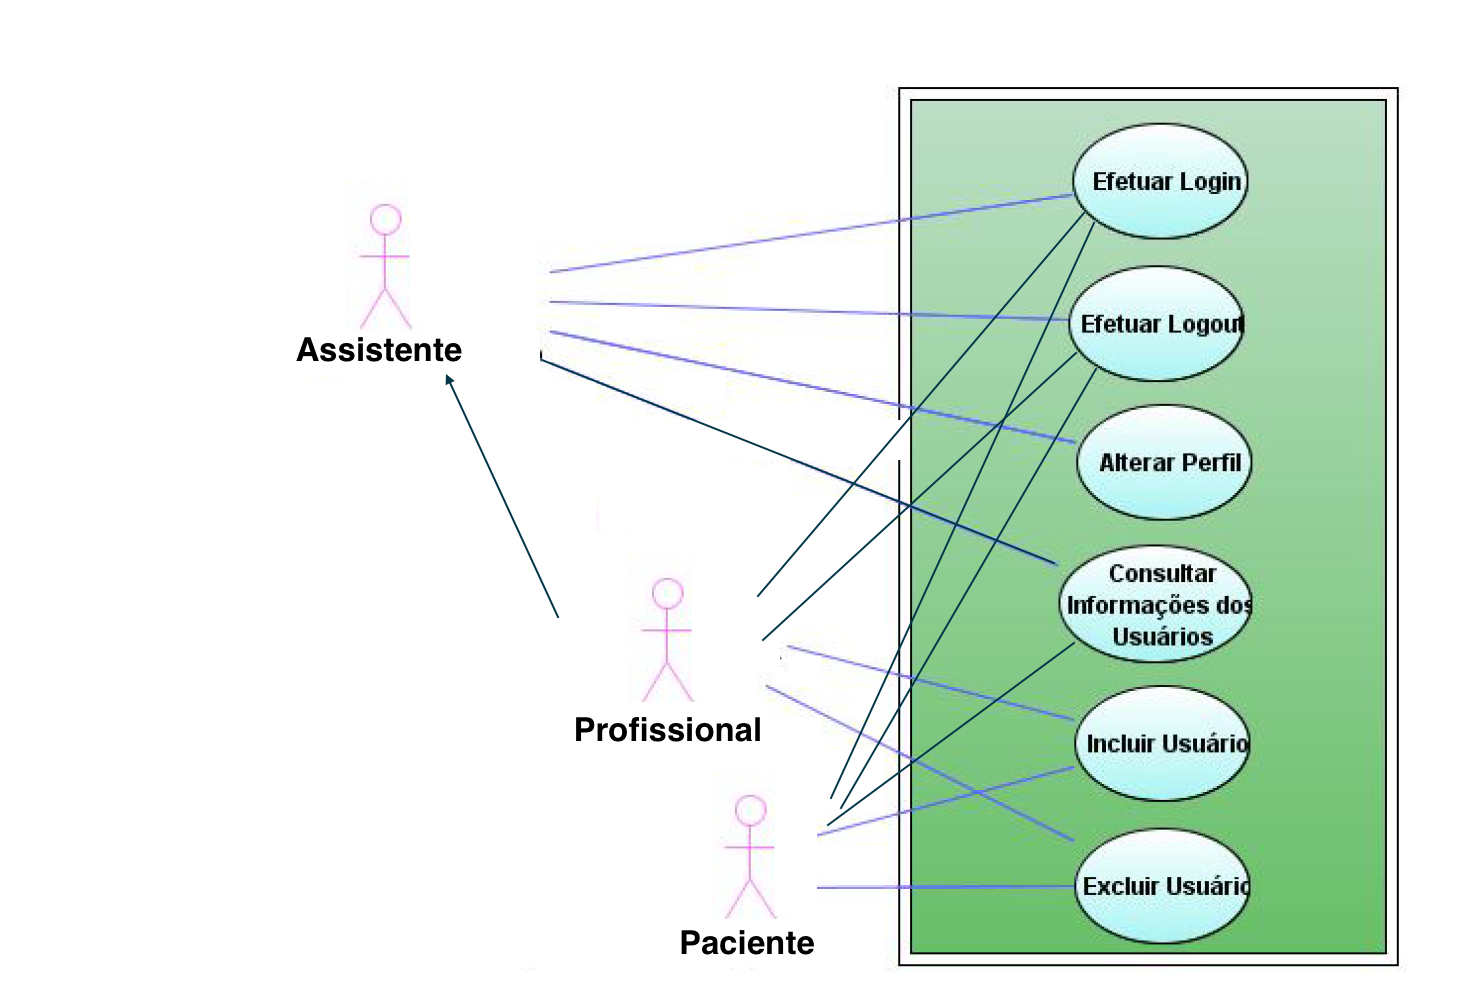 Efetuar Login
Efetuar Logout
Assistente
Alterar Perfil
Consultar
Informações dos
Usuários
Profissional
Incluir Usuário
Excluir Usuário
Paciente